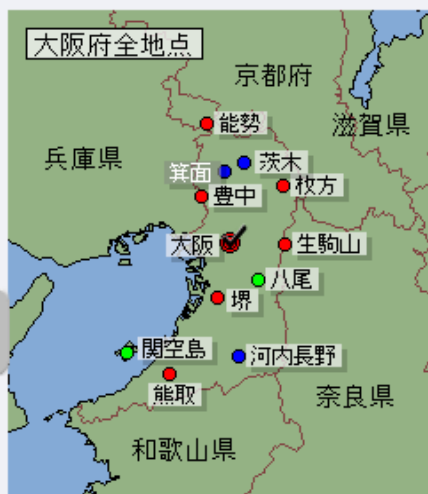 大阪府全地点
京都府
滋賀県
兵庫県
能勢
茨木
箕面
枚方
豊中
大阪
生駒山
八尾
堺
関空島
河内長野
熊取
奈良県
和歌山県